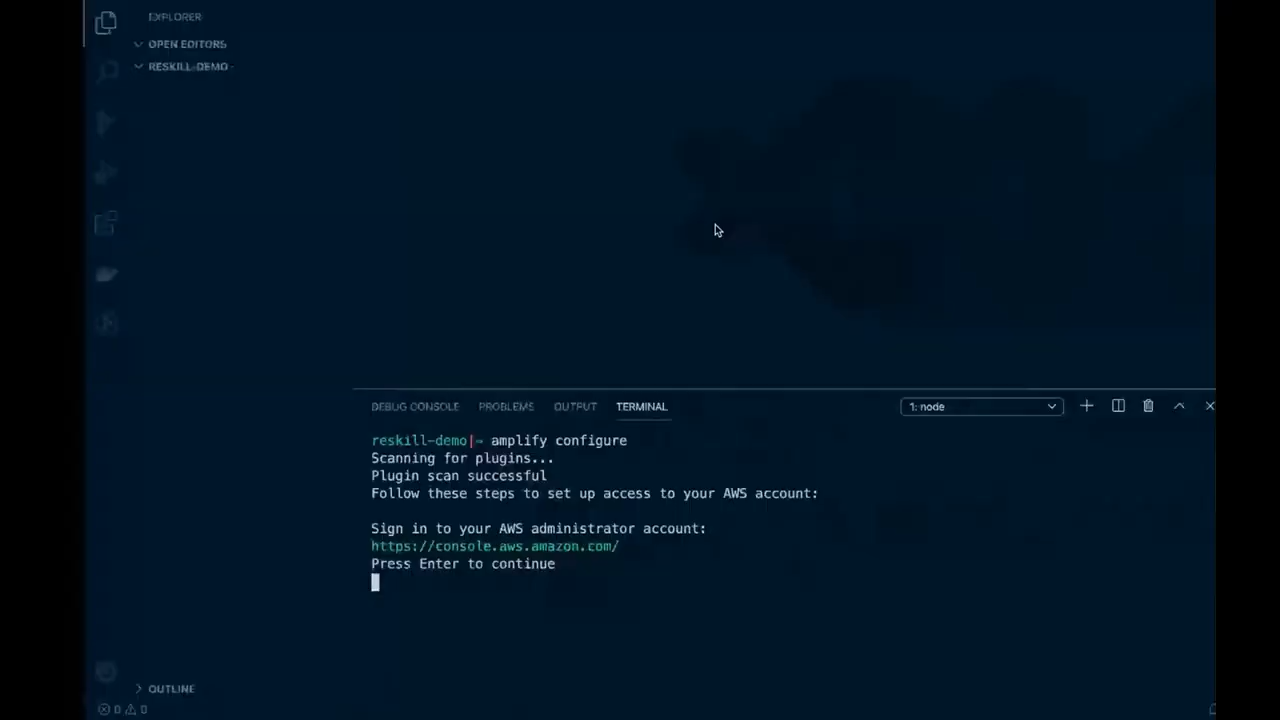 EXPLORER
OPEN EDITORS
RESKILL-DEMO
DEBUG CONSOLE PROBLEMS OUTPUT TERMINAL 1: node
reskill-demo|→ amplify configure
Scanning for plugins...
Plugin scan successful
Follow these steps to set up access to your AWS account:
Sign in to your AWS administrator account:
https://console.aws.amazon.com/
Press Enter to continue
OUTLINE
0 0